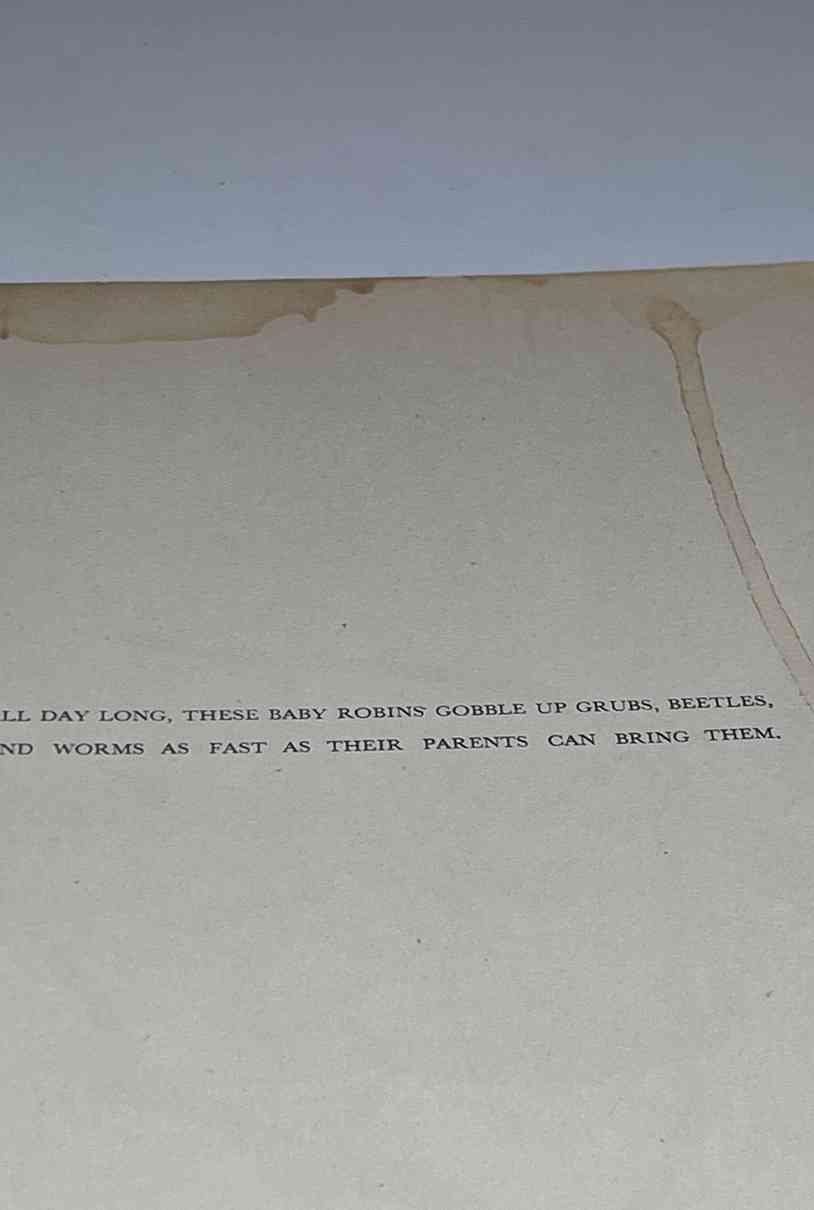 LL DAY LONG, THESE BABY ROBINS GOBBLE UP GRUBS, BEETLES,
ND WORMS AS FAST AS THEIR PARENTS CAN BRING THEM.